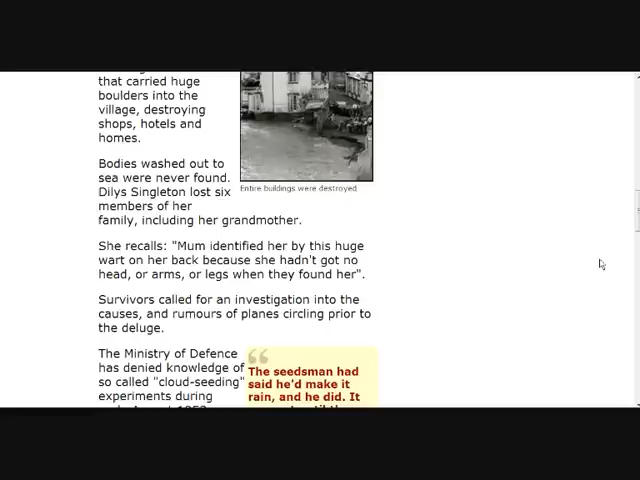 that carried huge
boulders into the
village, destroying
shops, hotels and
homes.
Entire buildings were destroyed
Bodies washed out to
sea were never found.
Dilys Singleton lost six
members of her
family, including her grandmother.
She recalls: "Mum identified her by this huge
wart on her back because she hadn't got no
head, or arms, or legs when they found her".
Survivors called for an investigation into the
causes, and rumours of planes circling prior to
the deluge.
The Ministry of Defence
has denied knowledge of
so called "cloud-seeding"
experiments during
The seedsman had
said he'd make it
rain, and he did. It